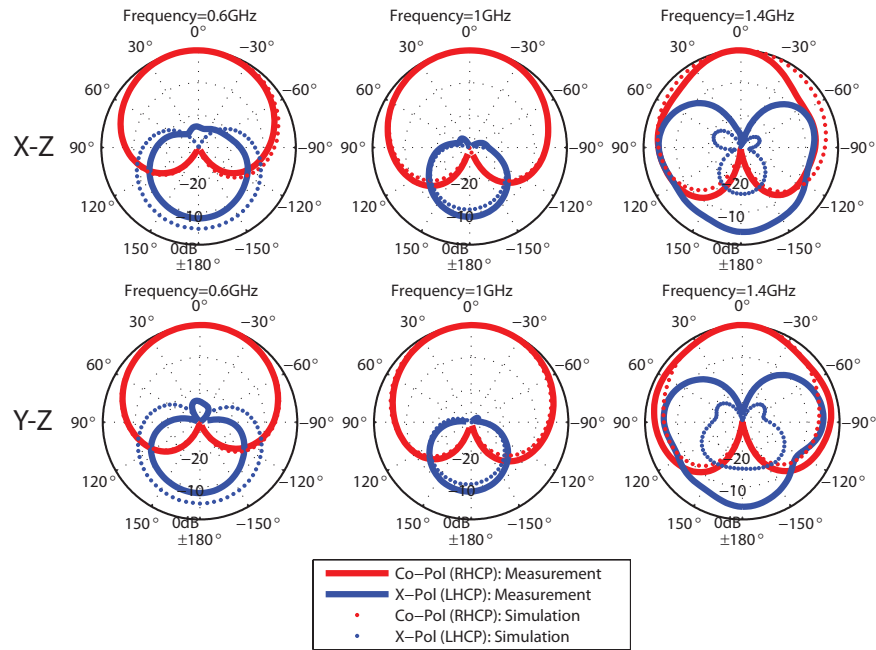 Frequency=0.6GHz Frequency=1GHz Frequency=1.4GHz
0° 0° 0°
30° −30° 30° −30° 30° −30°
60° −60° 60° −60° 60° −60°
X-Z 90° −90° 90° −90° 90° −90°
−20 −20 −20
120° −10 −120° 120° −10 −120° 120° −10 −120°
150° 0dB −150° 150° 0dB −150° 150° 0dB −150°
±180° ±180° ±180°
Frequency=0.6GHz Frequency=1GHz Frequency=1.4GHz
0° 0° 0°
30° −30° 30° −30° 30° −30°
60° −60° 60° −60° 60° −60°
Y-Z 90° −90° 90° −90° 90° −90°
−20 −20 −20
120° −10 −120° 120° −10 −120° 120° −10 −120°
150° 0dB −150° 150° 0dB −150° 150° 0dB −150°
±180° ±180° ±180°
Co−Pol (RHCP): Measurement
X−Pol (LHCP): Measurement
Co−Pol (RHCP): Simulation
X−Pol (LHCP): Simulation